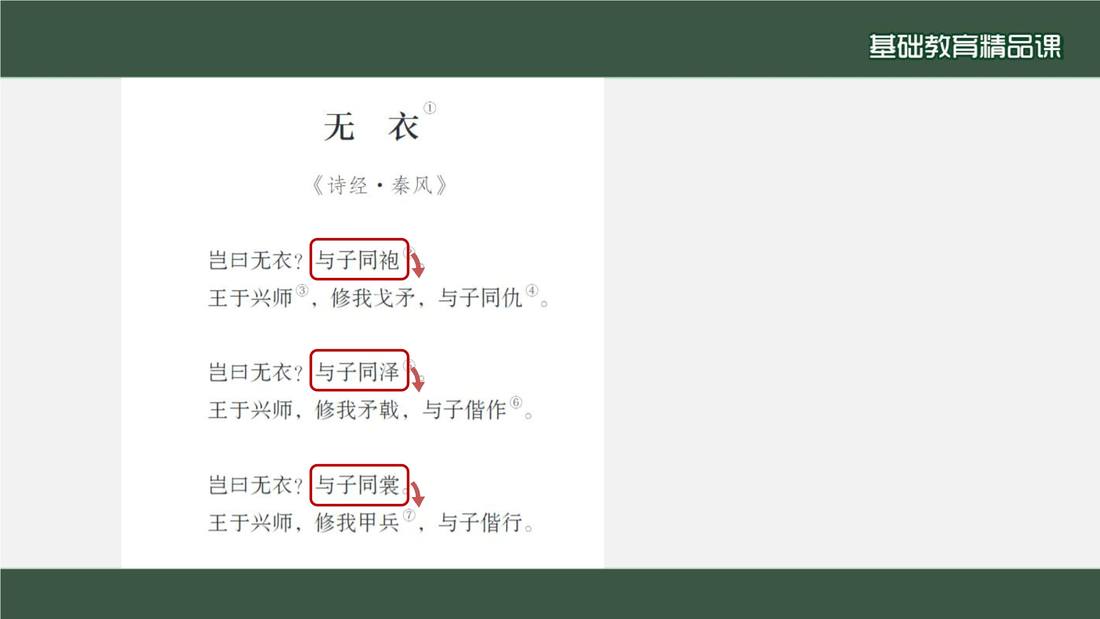 基础教育精品课
无 衣①
《诗经·秦风》
岂曰无衣？与子同袍。
王于兴师③，修我戈矛，与子同仇④。
岂曰无衣？与子同泽。
王于兴师，修我矛戟，与子偕作⑥。
岂曰无衣？与子同裳。
王于兴师，修我甲兵⑦，与子偕行。